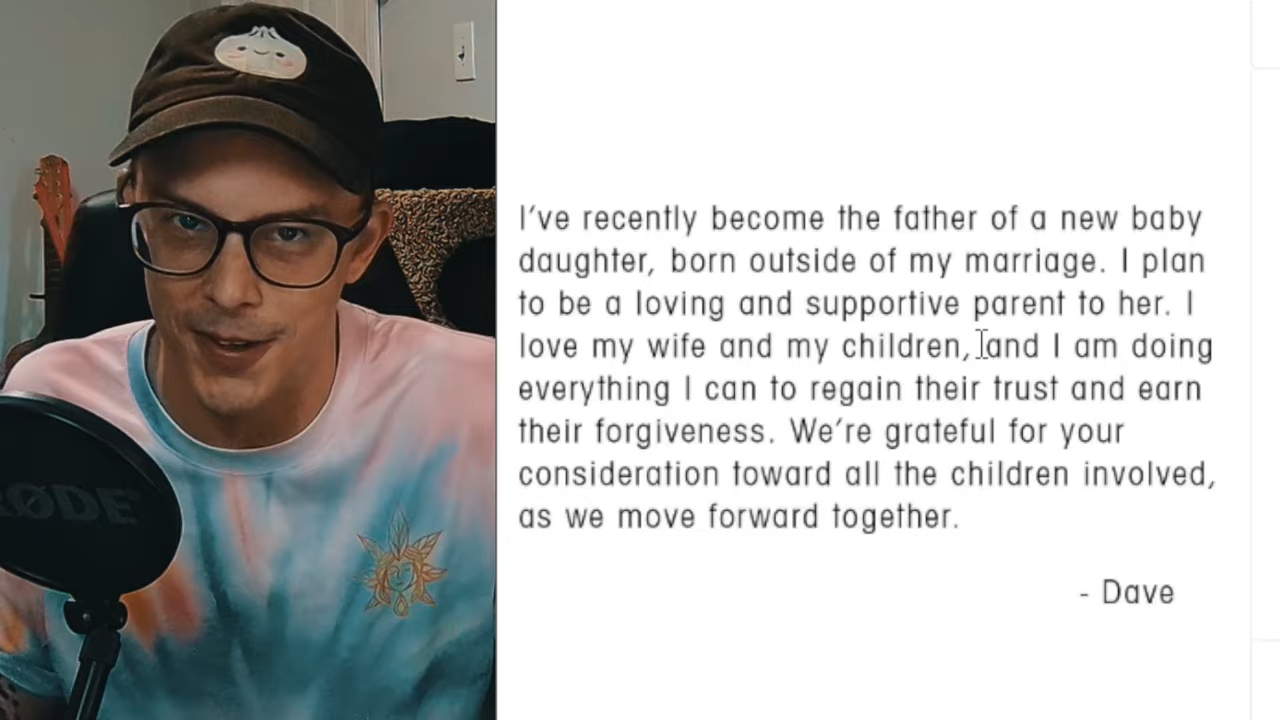 I've recently become the father of a new baby
daughter, born outside of my marriage. I plan
to be a loving and supportive parent to her. I
love my wife and my children, and I am doing
everything I can to regain their trust and earn
their forgiveness. We're grateful for your
consideration toward all the children involved,
as we move forward together.
- Dave
RØDE